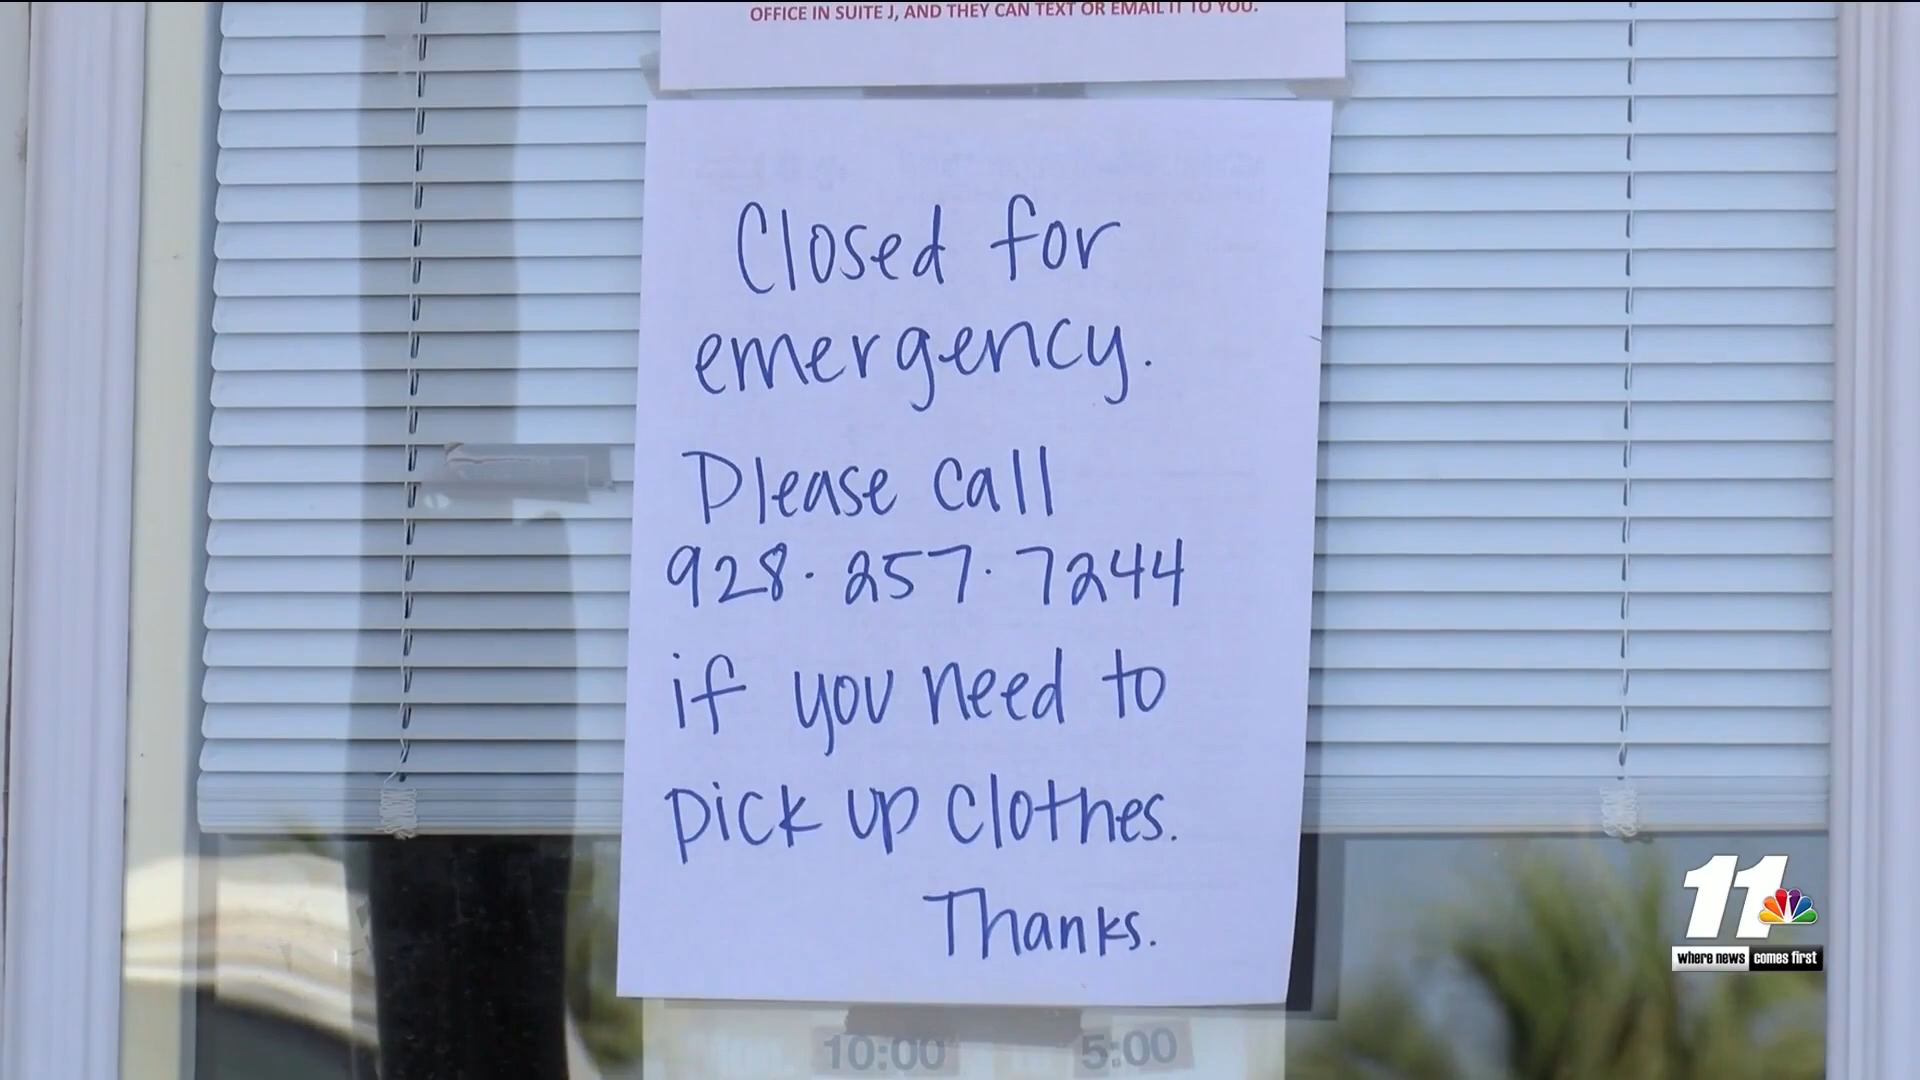 OFFICE IN SUITE J, AND THEY CAN TEXT OR EMAIL IT TO YOU.
Closed for
emergency.
Please call
928·257·7244
if you need to
pick up clothes.
Thanks.
10:00 5:00
11
where news comes first